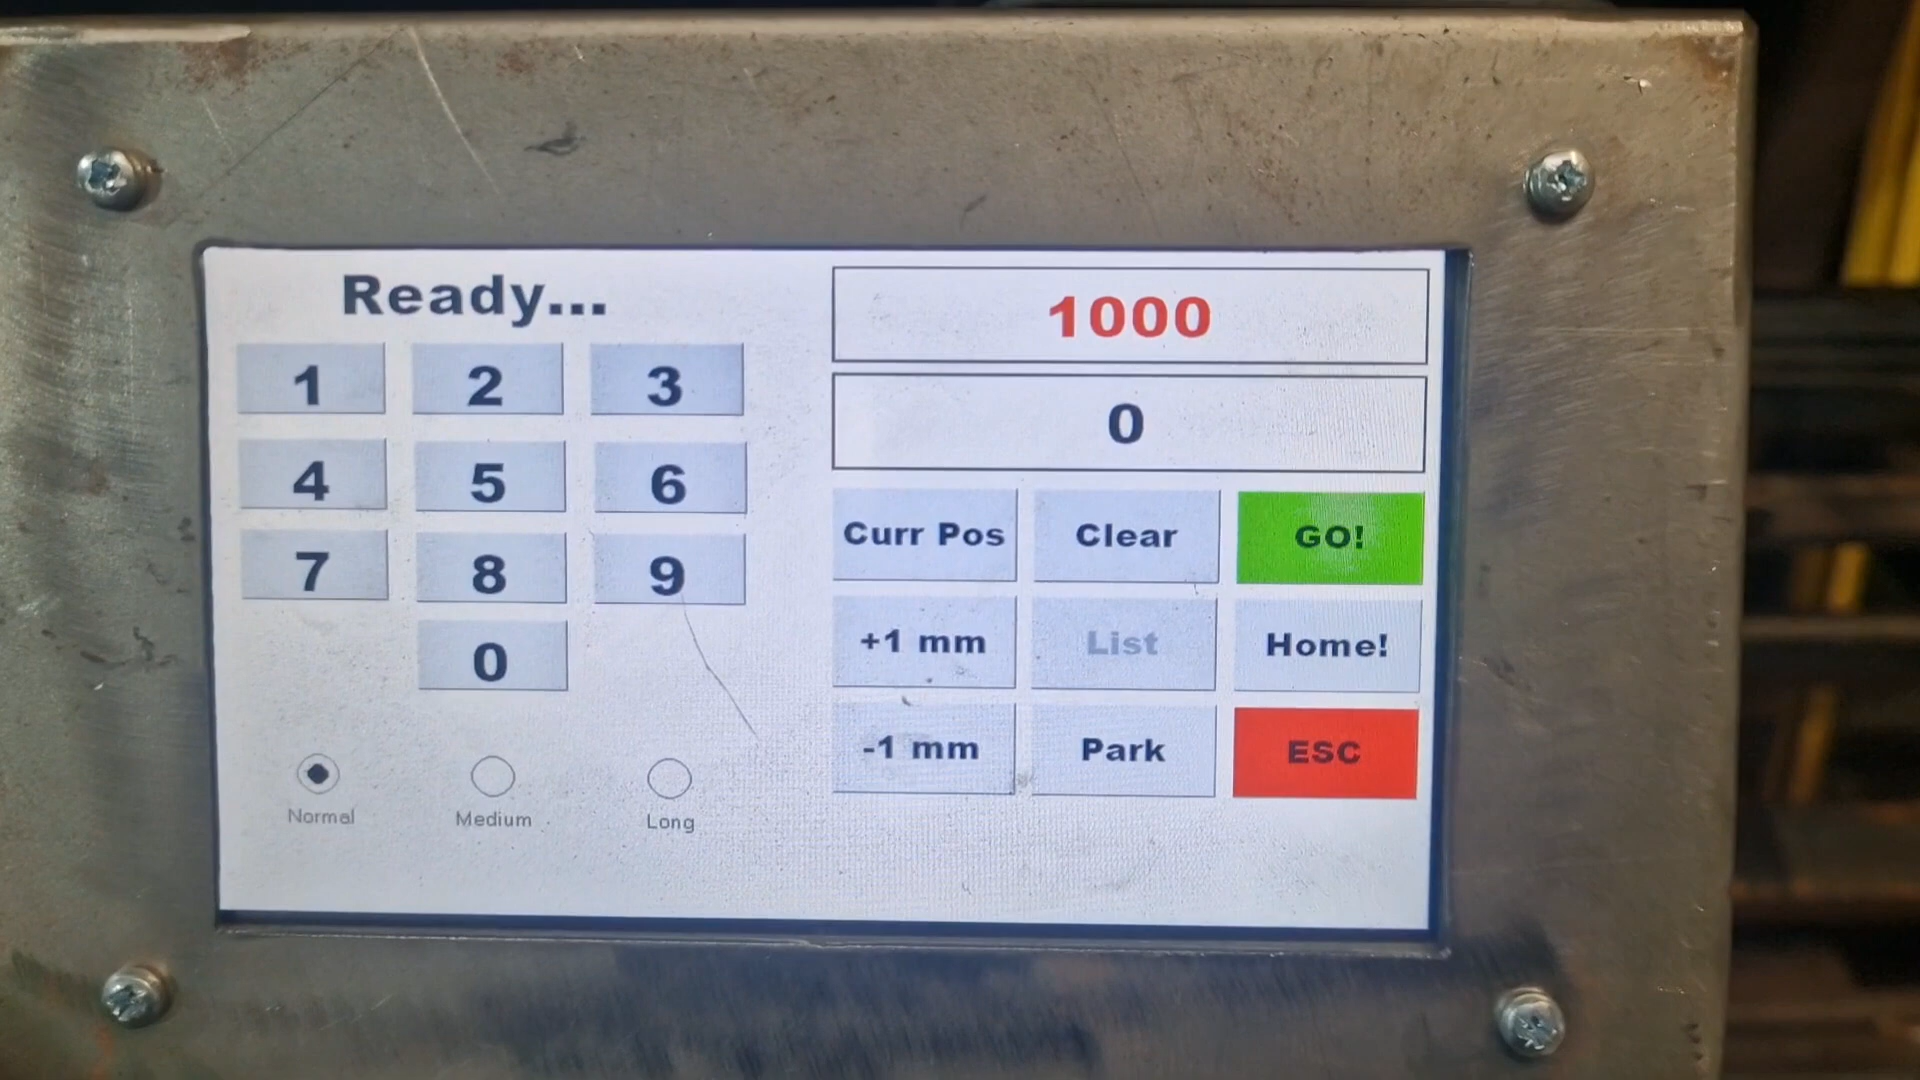 Ready...
1 2 3
4 5 6
7 8 9
0
Normal Medium Long
1000
0
Curr Pos Clear GO!
+1 mm List Home!
-1 mm Park ESC